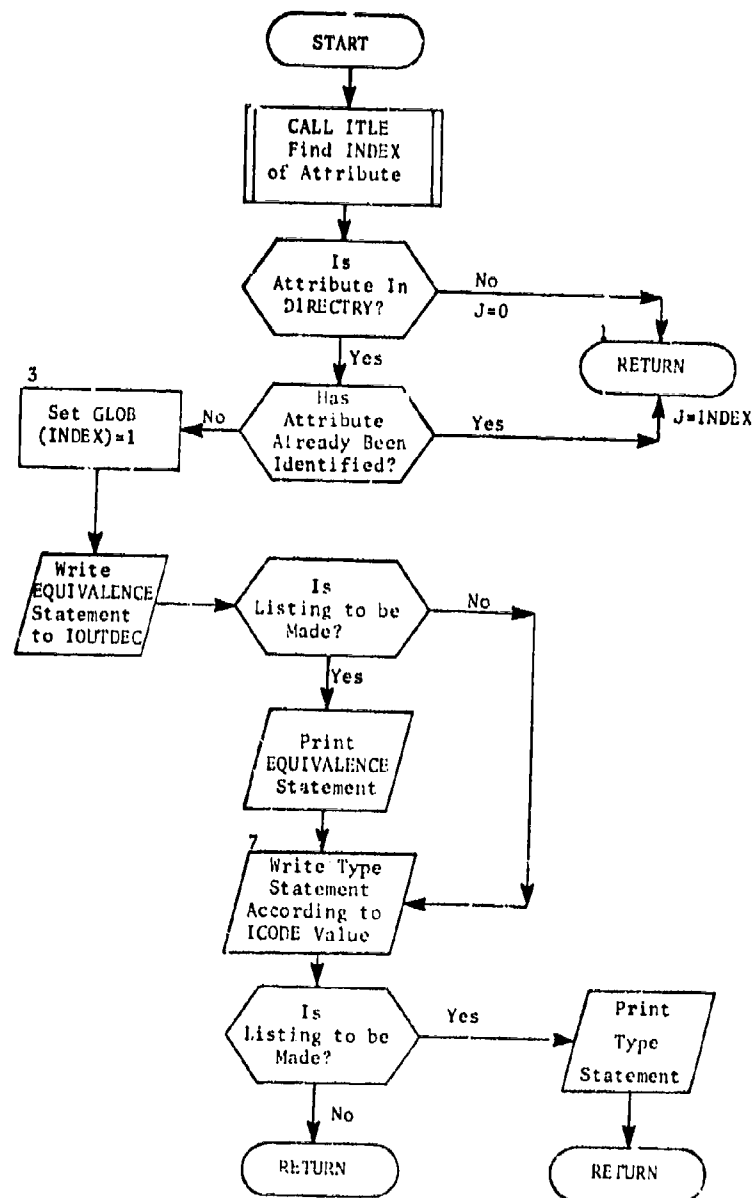 START
CALL ITLE
Find INDEX
of Attribute
Is
Attribute In
DIRECTRY?
No
J=0
Yes
1
RETURN
J=INDEX
3
Set GLOB
(INDEX)=1
No
Has
Attribute
Already Been
Identified?
Yes
Write
EQUIVALENCE
Statement
to IOUTDEC
Is
Listing to be
Made?
No
Yes
Print
EQUIVALENCE
Statement
7
Write Type
Statement
According to
ICODE Value
Is
Listing to be
Made?
Yes
Print
Type
Statement
No
RETURN
RETURN